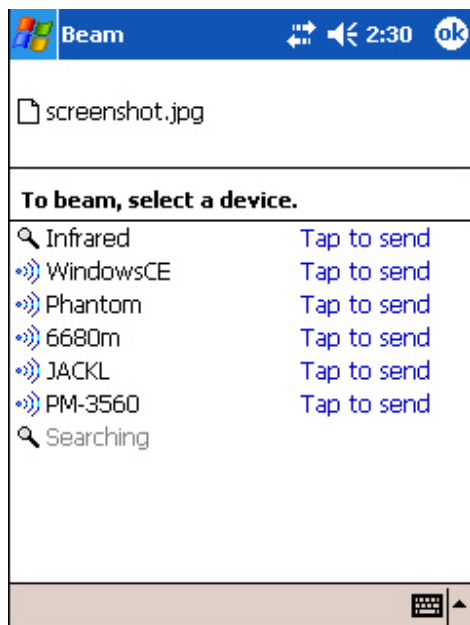 Beam 2:30 ok
screenshot.jpg
To beam, select a device.
Infrared Tap to send
WindowsCE Tap to send
Phantom Tap to send
6680m Tap to send
JACKL Tap to send
PM-3560 Tap to send
Searching